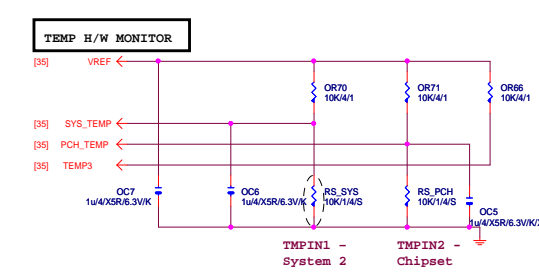 TEMP H/W MONITOR
[35] VREF
OR70
10K/4/1
OR71
10K/4/1
OR66
10K/4/1
[35] SYS_TEMP
[35] PCH_TEMP
[35] TEMP3
OC7
1u/4/X5R/6.3V/K
OC6
1u/4/X5R/6.3V/K
RS_SYS
10K/1/4/S
RS_PCH
10K/1/4/S
OC5
1u/4/X5R/6.3V/K/
TMPIN1 -
System 2
TMPIN2 -
Chipset